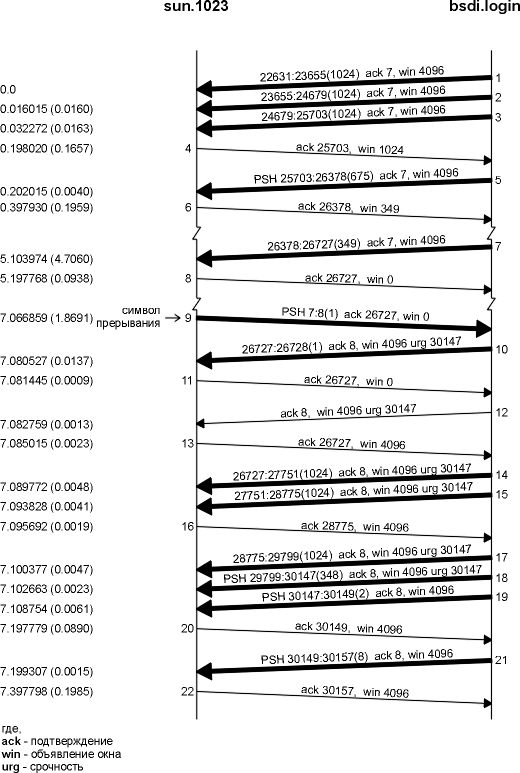 sun.1023 bsdi.login
0.0 22631:23655(1024) ack 7, win 4096 1
0.016015 (0.0160) 23655:24679(1024) ack 7, win 4096 2
0.032272 (0.0163) 24679:25703(1024) ack 7, win 4096 3
0.198020 (0.1657) 4 ack 25703, win 1024
0.202015 (0.0040) PSH 25703:26378(675) ack 7, win 4096 5
0.397930 (0.1959) 6 ack 26378, win 349
5.103974 (4.7060) 26378:26727(349) ack 7, win 4096 7
5.197768 (0.0938) 8 ack 26727, win 0
символ
прерывания
7.066859 (1.8691) 9 PSH 7:8(1) ack 26727, win 0
7.080527 (0.0137) 26727:26728(1) ack 8, win 4096 urg 30147 10
7.081445 (0.0009) 11 ack 26727, win 0
7.082759 (0.0013) ack 8, win 4096 urg 30147 12
7.085015 (0.0023) 13 ack 26727, win 4096
7.089772 (0.0048) 26727:27751(1024) ack 8, win 4096 urg 30147 14
7.093828 (0.0041) 27751:28775(1024) ack 8, win 4096 urg 30147 15
7.095692 (0.0019) 16 ack 28775, win 4096
7.100377 (0.0047) 28775:29799(1024) ack 8, win 4096 urg 30147 17
7.102663 (0.0023) PSH 29799:30147(348) ack 8, win 4096 urg 30147 18
7.108754 (0.0061) PSH 30147:30149(2) ack 8, win 4096 19
7.197779 (0.0890) 20 ack 30149, win 4096
7.199307 (0.0015) PSH 30149:30157(8) ack 8, win 4096 21
7.397798 (0.1985) 22 ack 30157, win 4096
где,
ack - подтверждение
win - объявление окна
urg - срочность